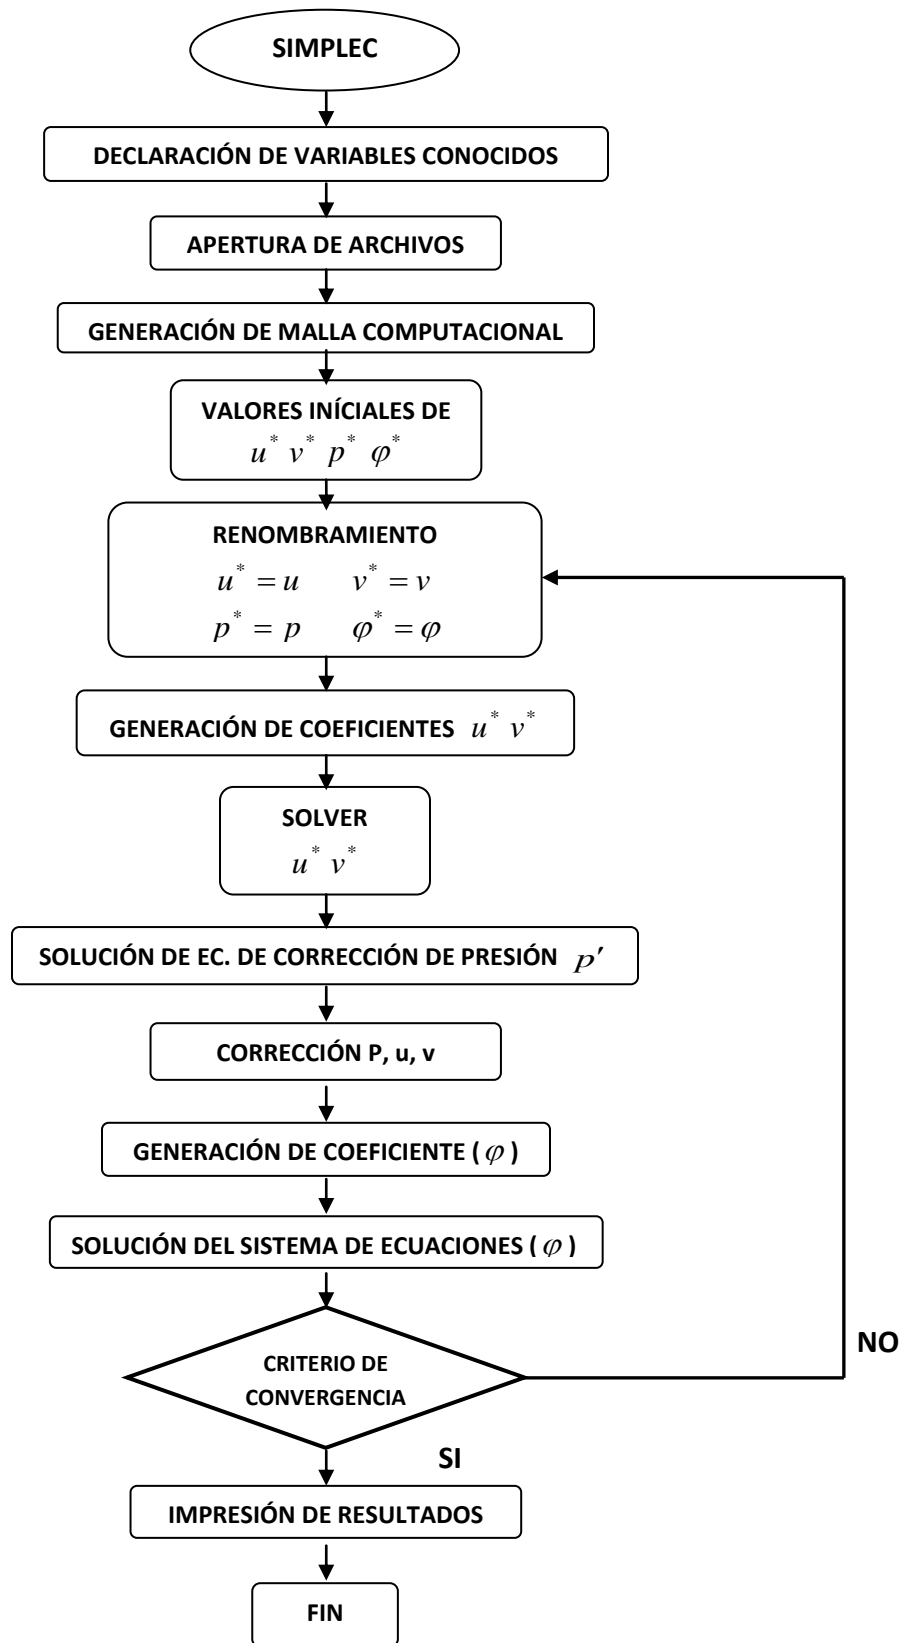 SIMPLEC
DECLARACIÓN DE VARIABLES CONOCIDOS
APERTURA DE ARCHIVOS
GENERACIÓN DE MALLA COMPUTACIONAL
VALORES INÍCIALES DE
u* v* p* φ*
RENOMBRAMIENTO
u* = u v* = v
p* = p φ* = φ
GENERACIÓN DE COEFICIENTES u* v*
SOLVER
u* v*
SOLUCIÓN DE EC. DE CORRECCIÓN DE PRESIÓN p′
CORRECCIÓN P, u, v
GENERACIÓN DE COEFICIENTE ( φ )
SOLUCIÓN DEL SISTEMA DE ECUACIONES ( φ )
NO
CRITERIO DE
CONVERGENCIA
SI
IMPRESIÓN DE RESULTADOS
FIN